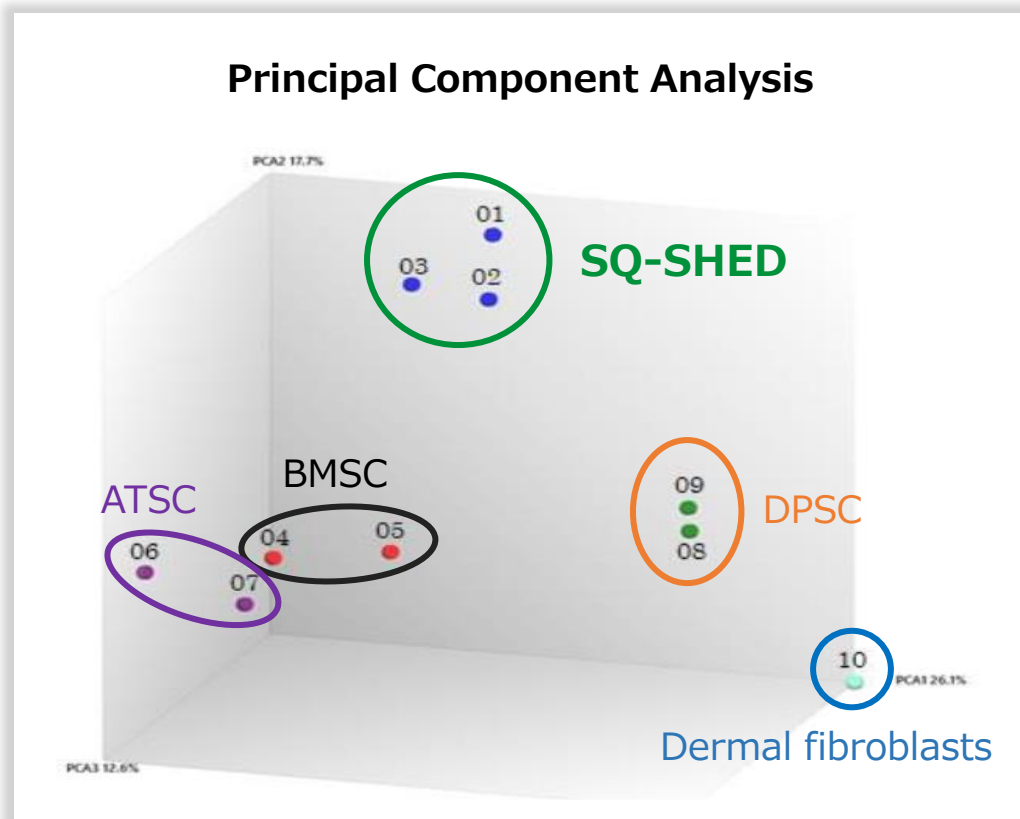 Principal Component Analysis
PCA2 17.7%
01
03
02
SQ-SHED
BMSC
ATSC
09
DPSC
04
05
06
08
07
10
PCA1 26.1%
Dermal fibroblasts
PCA3 12.6%